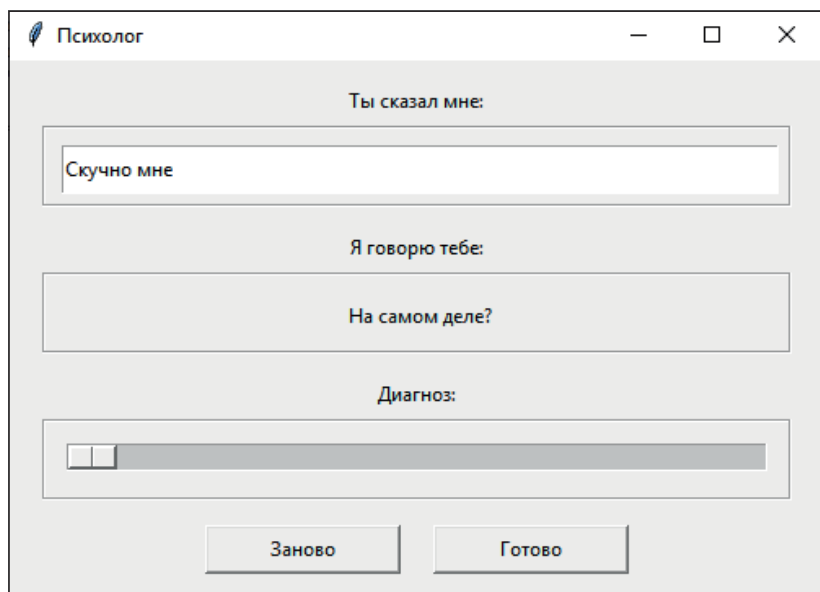 Психолог
Ты сказал мне:
Скучно мне
Я говорю тебе:
На самом деле?
Диагноз:
Заново Готово